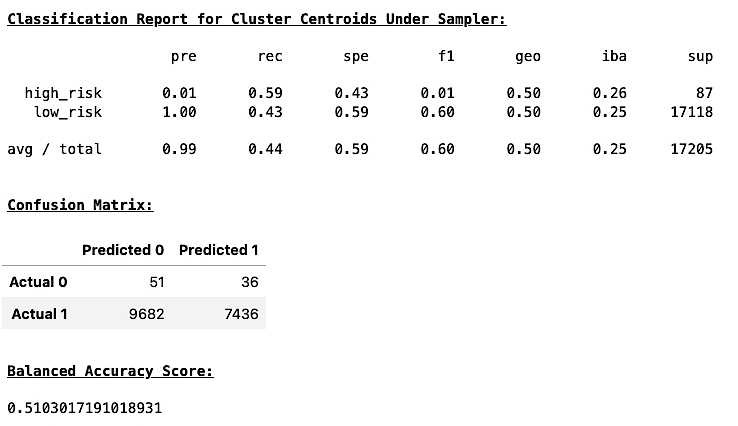 Classification Report for Cluster Centroids Under Sampler:
pre rec spe f1 geo iba sup
high_risk 0.01 0.59 0.43 0.01 0.50 0.26 87
low_risk 1.00 0.43 0.59 0.60 0.50 0.25 17118
avg / total 0.99 0.44 0.59 0.60 0.50 0.25 17205
Confusion Matrix:
Predicted 0 Predicted 1
Actual 0 51 36
Actual 1 9682 7436
Balanced Accuracy Score:
0.5103017191018931